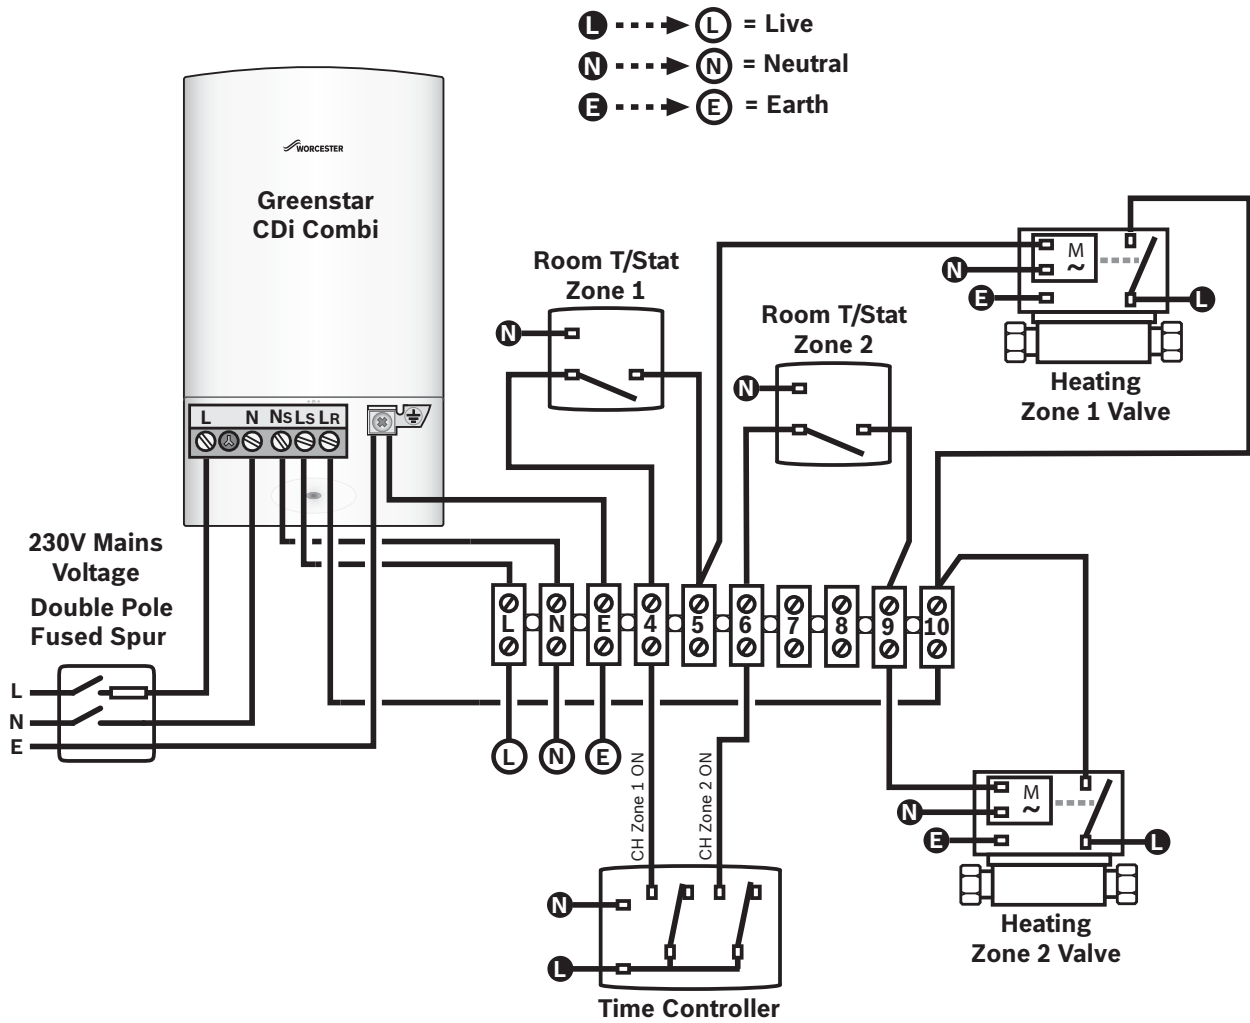 L L = Live
N N = Neutral
E E = Earth
WORCESTER
Greenstar
CDi Combi
L N NS LS LR
Room T/Stat
Zone 1
N
Room T/Stat
Zone 2
N
M
~
N
E
L
Heating
Zone 1 Valve
230V Mains
Voltage
Double Pole
Fused Spur
L
N
E
L N E 4 5 6 7 8 9 10
L N E
CH Zone 1 ON
CH Zone 2 ON
M
~
N
E
L
Heating
Zone 2 Valve
N
L
Time Controller